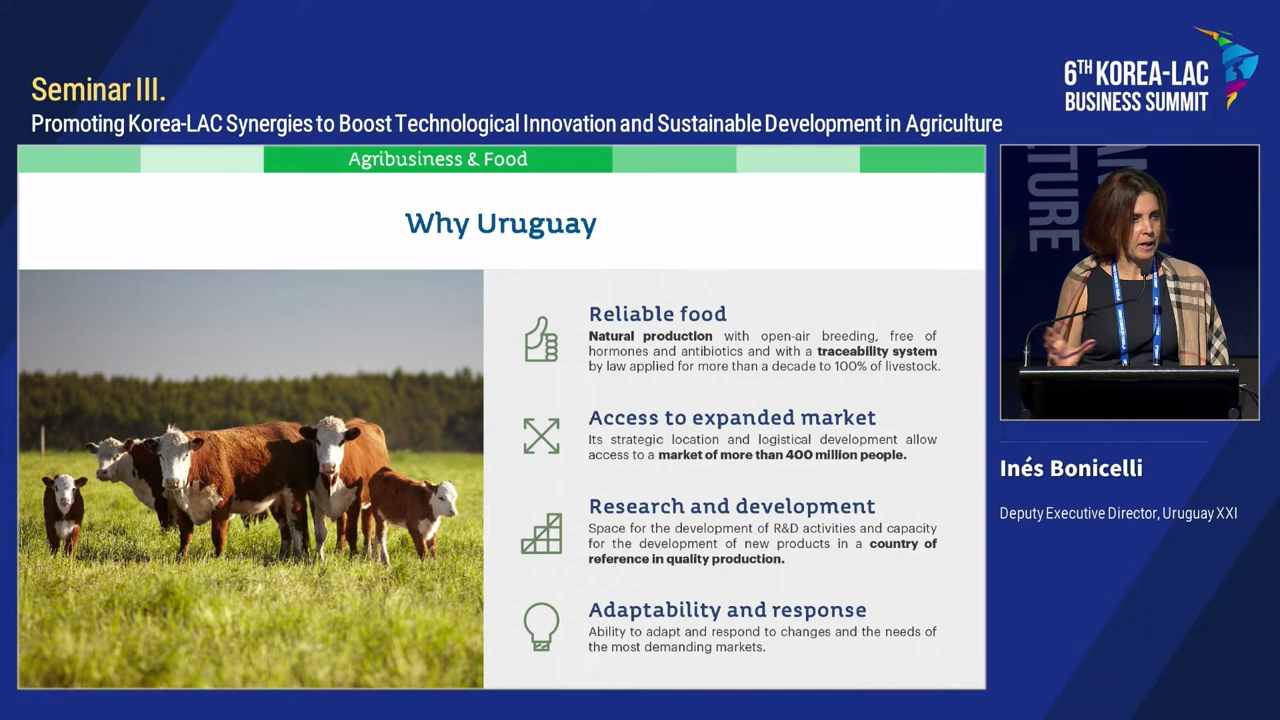 Seminar III.
Promoting Korea-LAC Synergies to Boost Technological Innovation and Sustainable Development in Agriculture
6TH KOREA-LAC
BUSINESS SUMMIT
Agribusiness & Food
Why Uruguay
Reliable food
Natural production with open-air breeding, free of
hormones and antibiotics and with a traceability system
by law applied for more than a decade to 100% of livestock.
Access to expanded market
Its strategic location and logistical development allow
access to a market of more than 400 million people.
Research and development
Space for the development of R&D activities and capacity
for the development of new products in a country of
reference in quality production.
Adaptability and response
Ability to adapt and respond to changes and the needs of
the most demanding markets.
TURE
Inés Bonicelli
Deputy Executive Director, Uruguay XXI